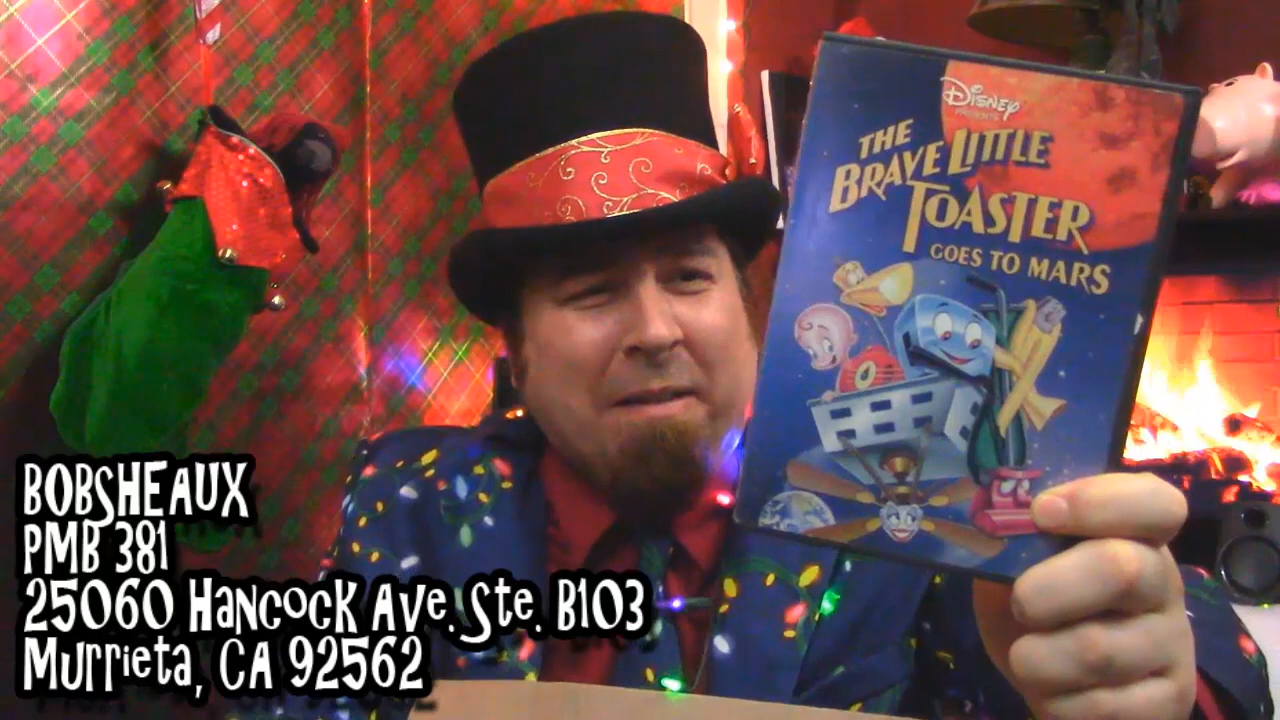 Disney
PRESENTS
THE
BRAVE LITTLE
TOASTER
GOES TO MARS
BOBSHEAUX
PMB 381
25060 Hancock Ave. Ste. B103
Murrieta, CA 92562